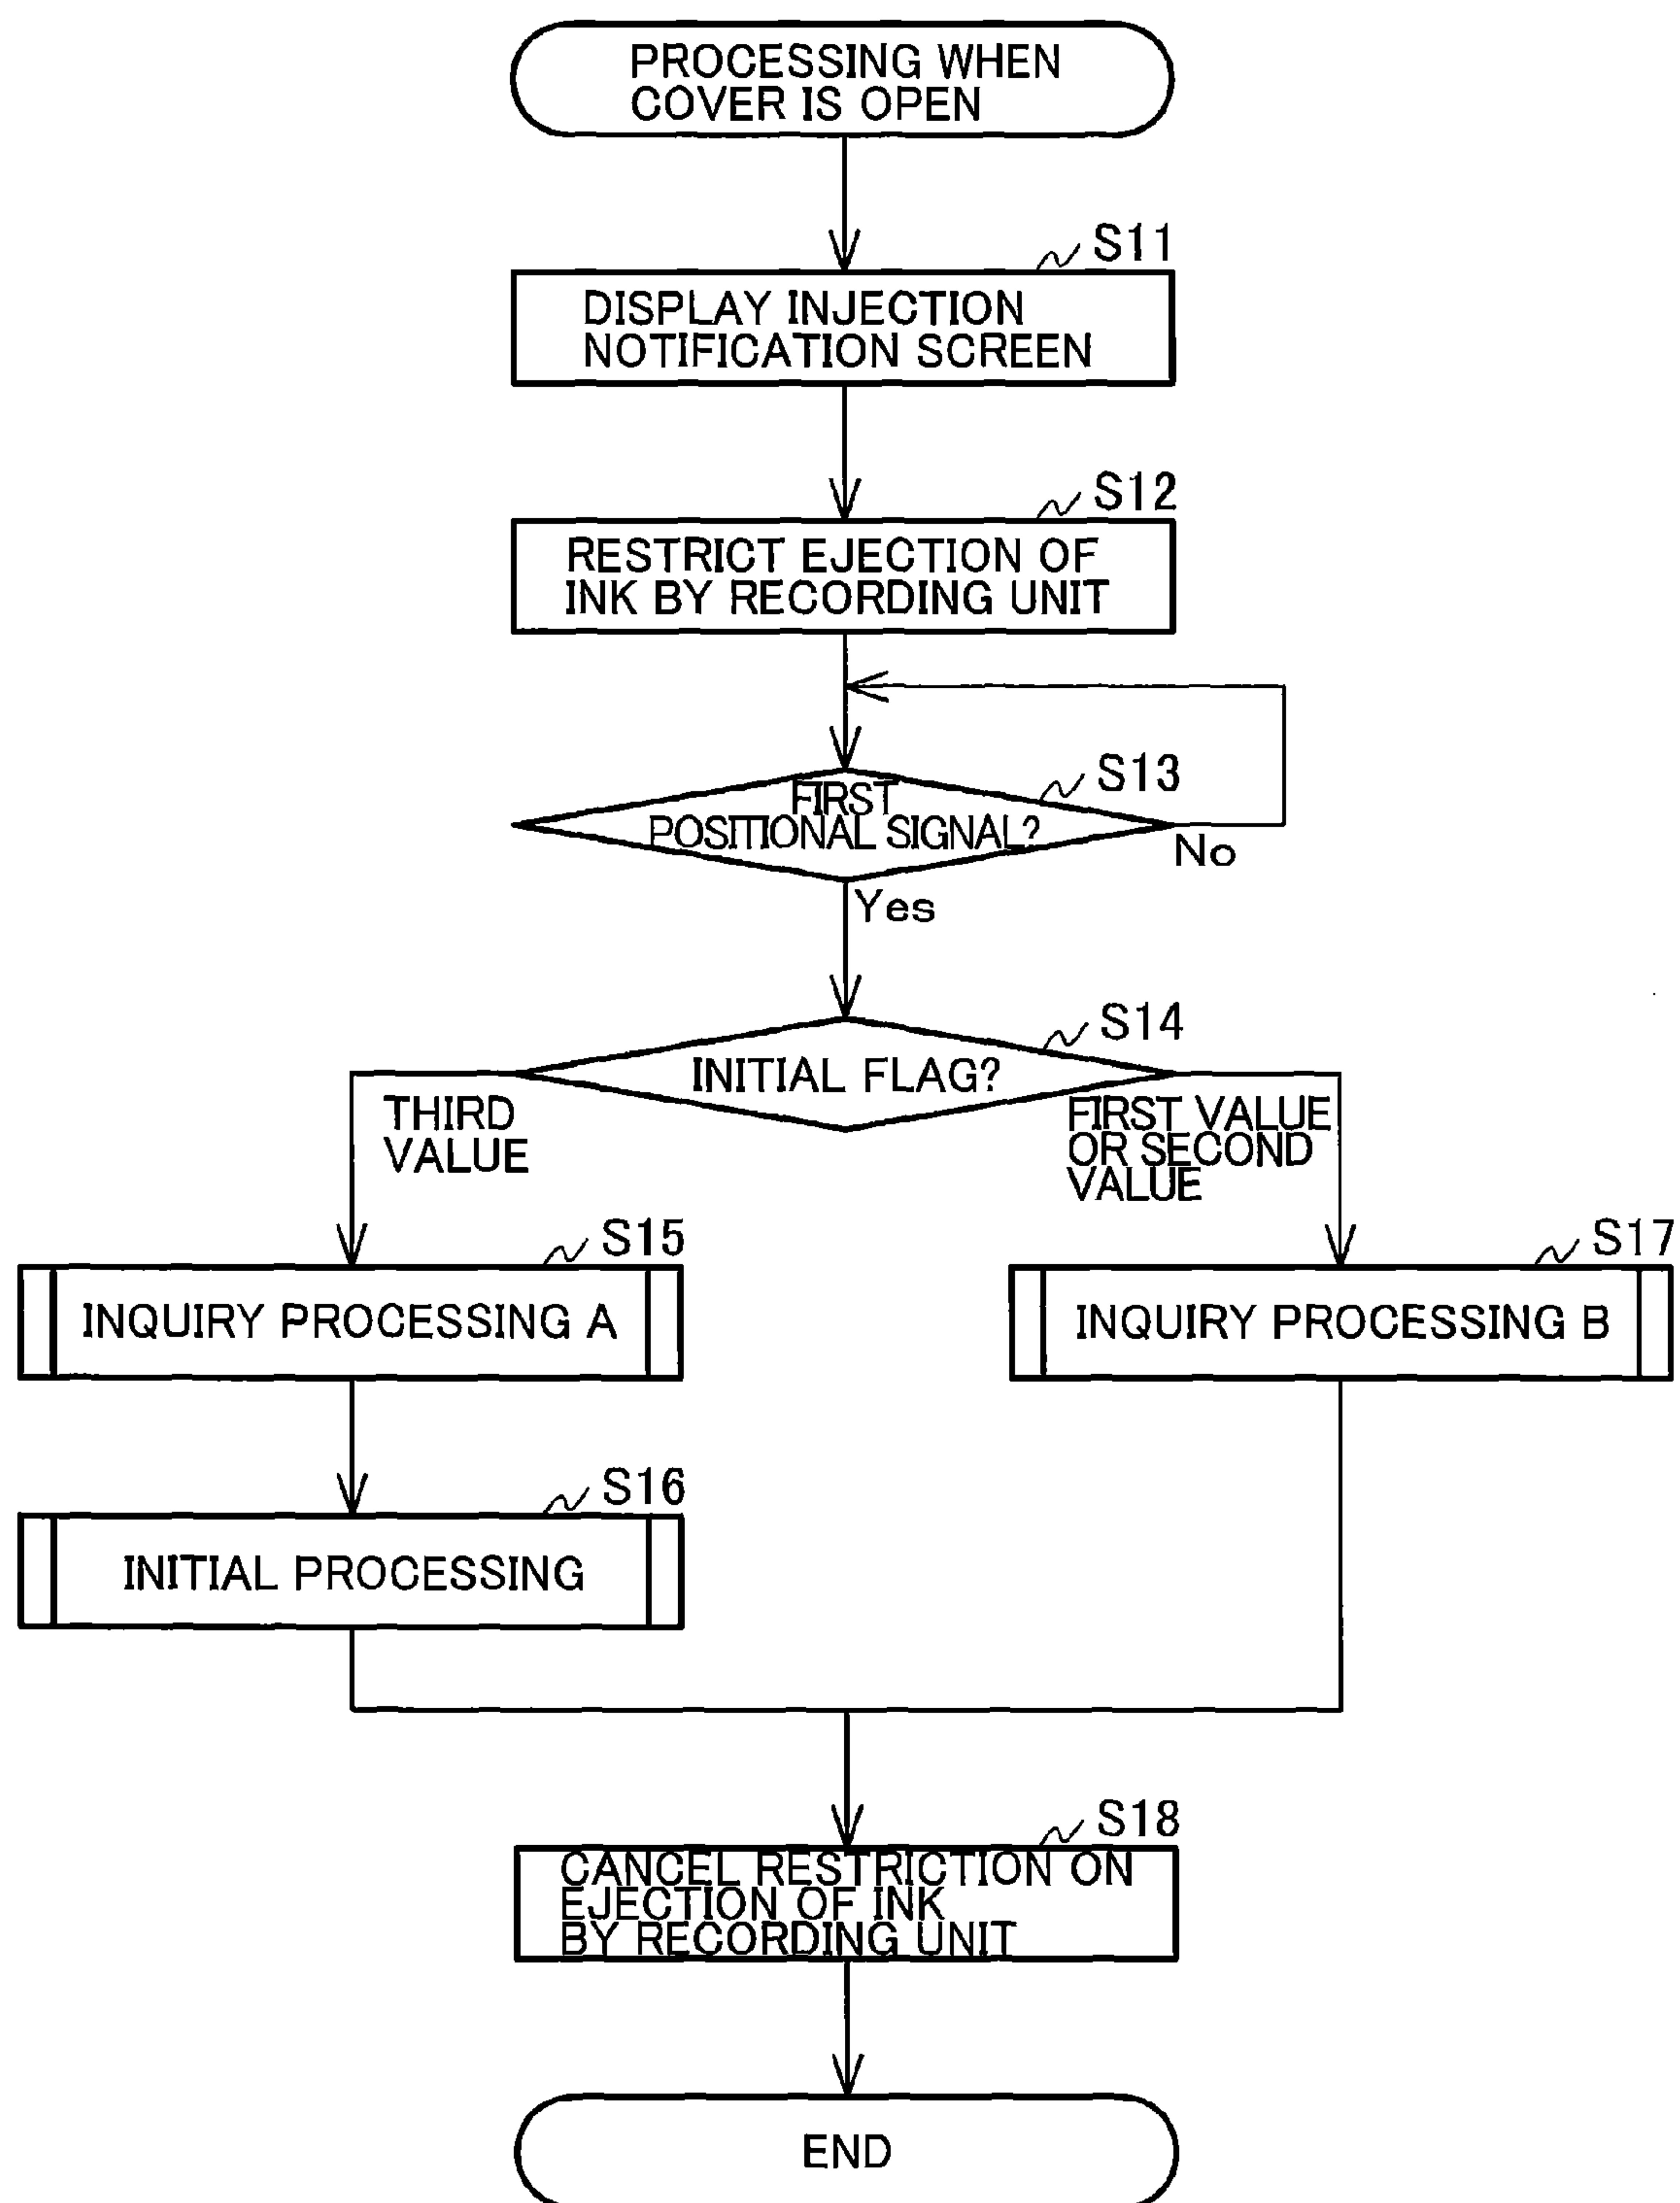 PROCESSING WHEN
COVER IS OPEN
S11
DISPLAY INJECTION
NOTIFICATION SCREEN
S12
RESTRICT EJECTION OF
INK BY RECORDING UNIT
S13
FIRST
POSITIONAL SIGNAL?
No
Yes
S14
INITIAL FLAG?
THIRD
VALUE
FIRST VALUE
OR SECOND
VALUE
S15
INQUIRY PROCESSING A
S17
INQUIRY PROCESSING B
S16
INITIAL PROCESSING
S18
CANCEL RESTRICTION ON
EJECTION OF INK
BY RECORDING UNIT
END